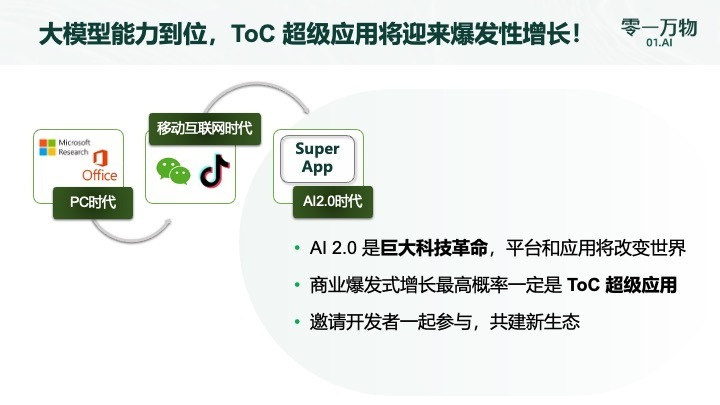 大模型能力到位，ToC 超级应用将迎来爆发性增长！
零一万物
01.AI
移动互联网时代
Microsoft
Research
Office
PC时代
Super
App
AI2.0时代
• AI 2.0 是巨大科技革命，平台和应用将改变世界
• 商业爆发式增长最高概率一定是 ToC 超级应用
• 邀请开发者一起参与，共建新生态